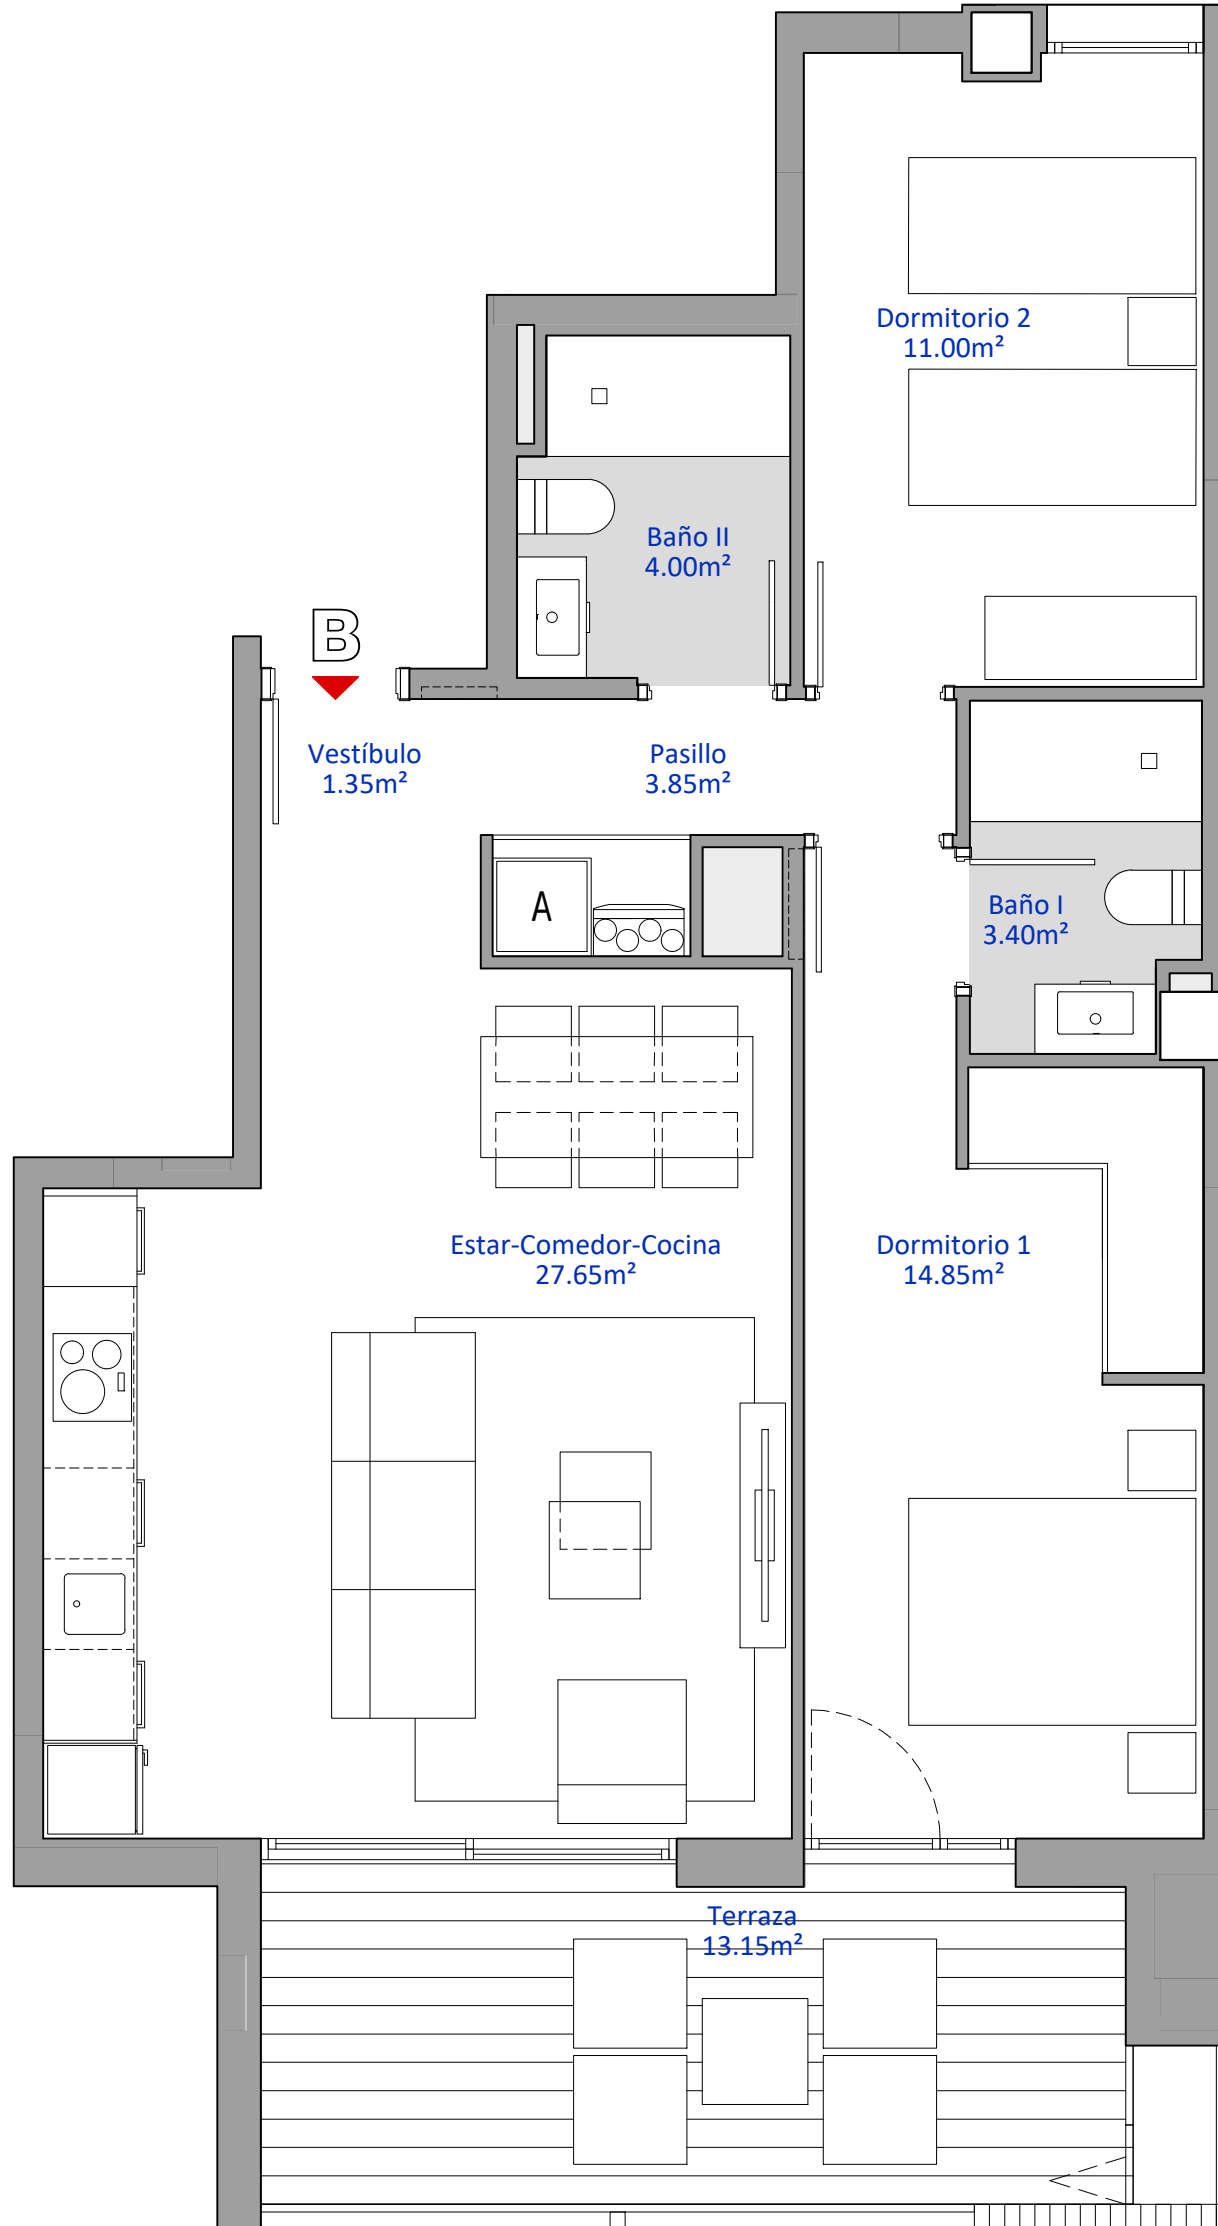 Dormitorio 2
11.00m²
Baño II
4.00m²
B
Vestíbulo
1.35m²
Pasillo
3.85m²
A
Baño I
3.40m²
Estar-Comedor-Cocina
27.65m²
Dormitorio 1
14.85m²
Terraza
13.15m²